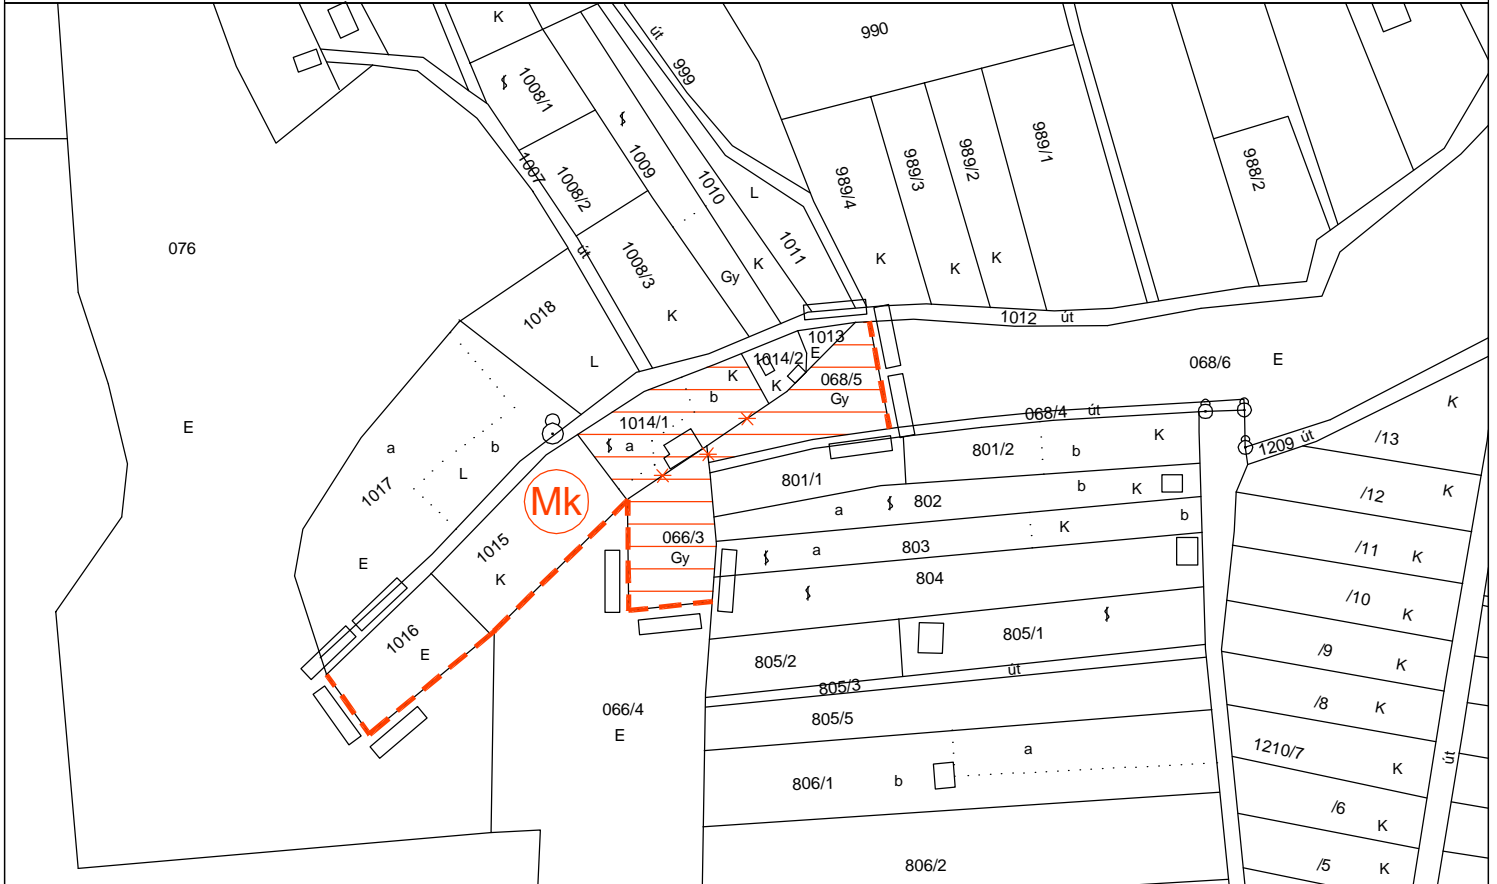 K
990
út
999
1008/1
1009
989/1
989/2
989/3
989/4
988/2
1007
1008/2
1010
L
1011
076
út
1008/3
K
K
K
K
Gy
1018
K
1012 út
1013
E
1014/2
068/6
E
L
K
K
068/5
Gy
b
K
E
068/4 út
1014/1
a
a
b
L
801/2
b
K
1209 út
/13
1017
801/1
b
K
/12
K
Mk
a
802
b
1015
066/3
Gy
a
803
K
/11
K
E
K
804
/10
K
1016
E
805/1
805/2
út
/9
K
805/3
066/4
E
805/5
/8
K
a
1210/7
K
út
806/1
b
/6
K
806/2
/5
K